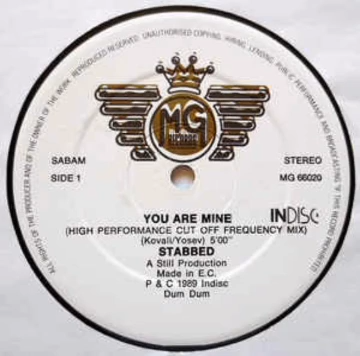 ALL RIGHTS OF THE PRODUCER AND OF THE OWNER OF THE WORK REPRODUCED RESERVED. UNAUTHORISED COPYING, HIRING, LENDING, PUBLIC PERFORMANCE AND BROADCASTING OF THIS RECORD PROHIBITED
MG
RECORDS
SABAM
STEREO
SIDE 1
MG 66020
YOU ARE MINE
INDISC
(HIGH PERFORMANCE CUT OFF FREQUENCY MIX)
(Kovali/Yosev) 5'00"
STABBED
A Still Production
Made in E.C.
P & C 1989 Indisc
Dum Dum